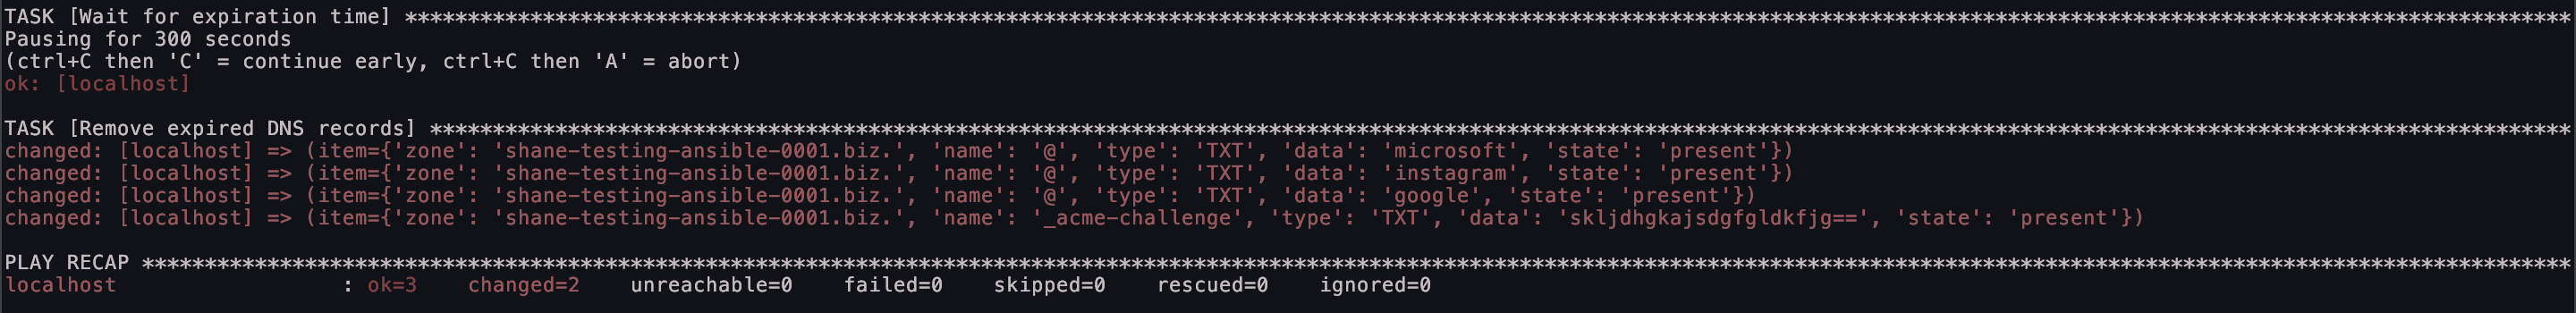 TASK [Wait for expiration time] ****************************************************************************************************************************************************************************
Pausing for 300 seconds
(ctrl+C then 'C' = continue early, ctrl+C then 'A' = abort)
ok: [localhost]
TASK [Remove expired DNS records] **************************************************************************************************************************************************************************
changed: [localhost] => (item={'zone': 'shane-testing-ansible-0001.biz.', 'name': '@', 'type': 'TXT', 'data': 'microsoft', 'state': 'present'})
changed: [localhost] => (item={'zone': 'shane-testing-ansible-0001.biz.', 'name': '@', 'type': 'TXT', 'data': 'instagram', 'state': 'present'})
changed: [localhost] => (item={'zone': 'shane-testing-ansible-0001.biz.', 'name': '@', 'type': 'TXT', 'data': 'google', 'state': 'present'})
changed: [localhost] => (item={'zone': 'shane-testing-ansible-0001.biz.', 'name': '_acme-challenge', 'type': 'TXT', 'data': 'skljdhgkajsdgfgldkfjg==', 'state': 'present'})
PLAY RECAP *************************************************************************************************************************************************************************************************
localhost                  : ok=3    changed=2    unreachable=0    failed=0    skipped=0    rescued=0    ignored=0